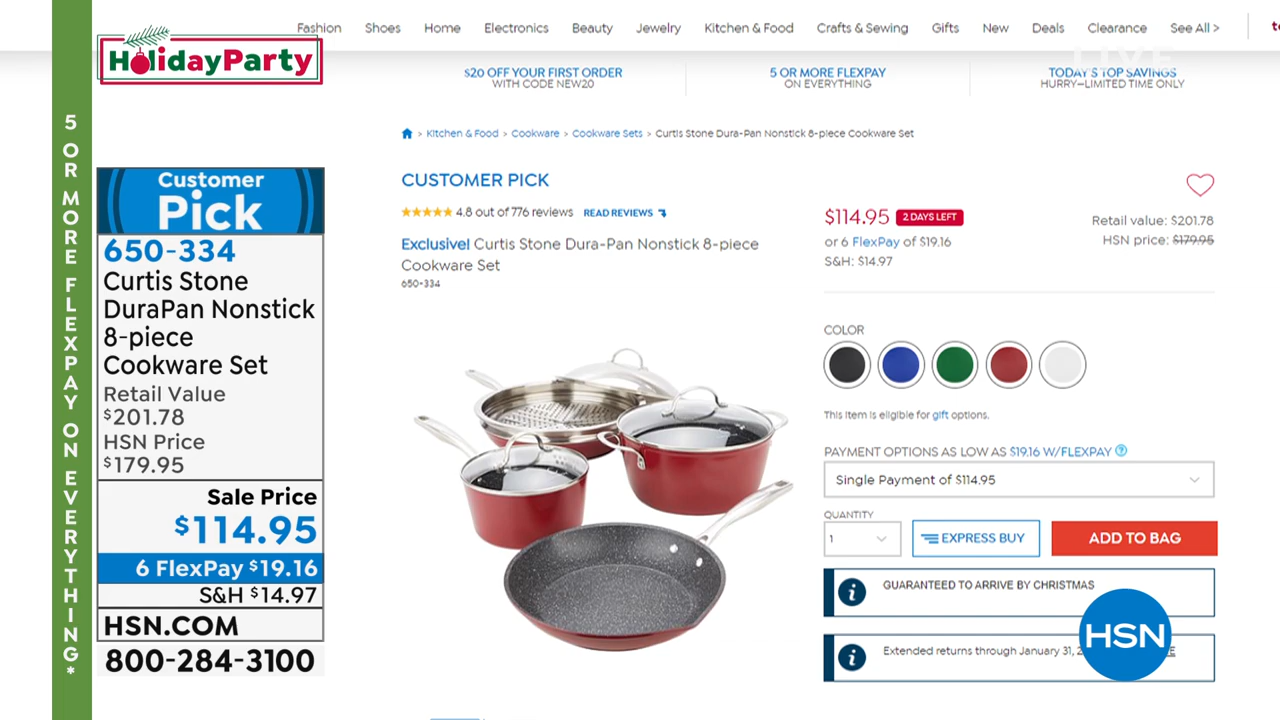 Fashion Shoes Home Electronics Beauty Jewelry Kitchen & Food Crafts & Sewing Gifts New Deals Clearance See All >
HolidayParty
LIVE
$20 OFF YOUR FIRST ORDER
WITH CODE NEW20
5 OR MORE FLEXPAY
ON EVERYTHING
TODAY'S TOP SAVINGS
HURRY—LIMITED TIME ONLY
5 OR MORE FLEXPAY ON EVERYTHING*
Customer
Pick
650-334
Curtis Stone
DuraPan Nonstick
8-piece
Cookware Set
Retail Value
$201.78
HSN Price
$179.95
Sale Price
$114.95
6 FlexPay $19.16
S&H $14.97
HSN.COM
800-284-3100
> Kitchen & Food > Cookware > Cookware Sets > Curtis Stone Dura-Pan Nonstick 8-piece Cookware Set
CUSTOMER PICK
4.8 out of 776 reviews READ REVIEWS
Exclusive! Curtis Stone Dura-Pan Nonstick 8-piece
Cookware Set
650-334
$114.95 2 DAYS LEFT
or 6 FlexPay of $19.16
S&H: $14.97
Retail value: $201.78
HSN price: $179.95
COLOR
This item is eligible for gift options.
PAYMENT OPTIONS AS LOW AS $19.16 W/FLEXPAY ?
Single Payment of $114.95
QUANTITY
1
EXPRESS BUY
ADD TO BAG
GUARANTEED TO ARRIVE BY CHRISTMAS
Extended returns through January 31,
HSN